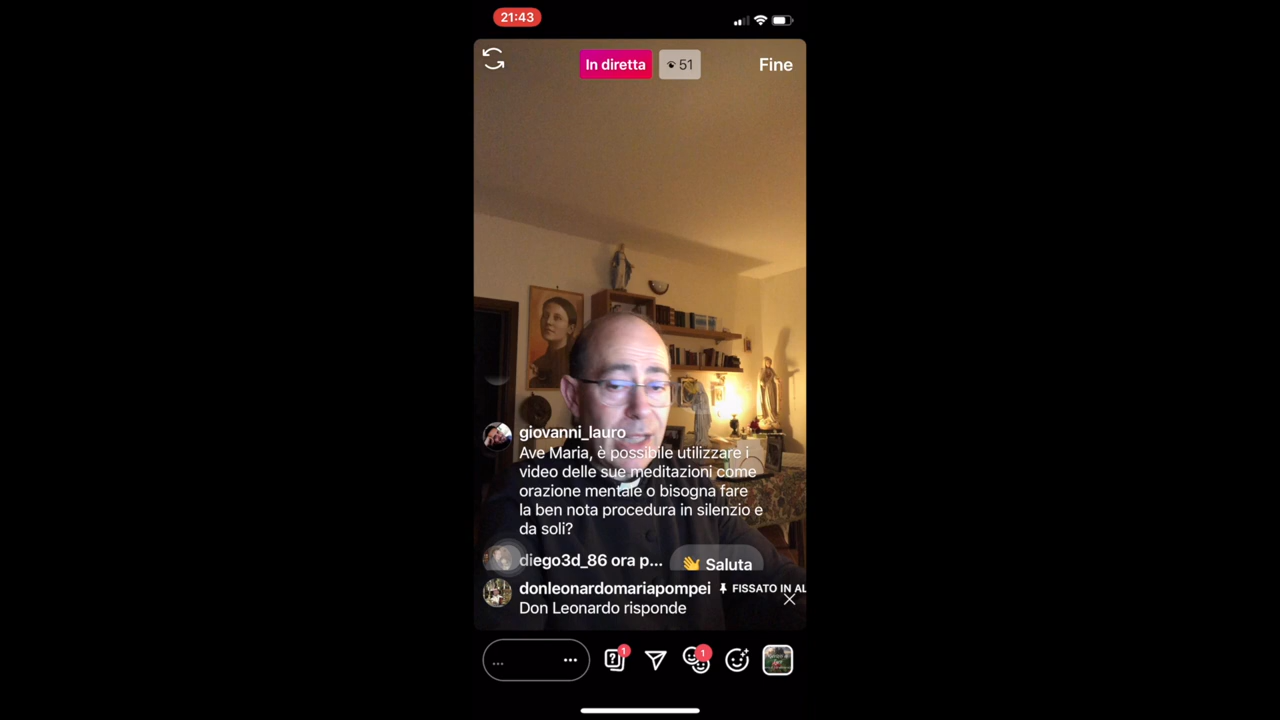 21:43
In diretta
51
Fine
giovanni_lauro
Ave Maria, è possibile utilizzare i
video delle sue meditazioni come
orazione mentale o bisogna fare
la ben nota procedura in silenzio e
da soli?
diego3d_86 ora p...
👋 Saluta
donleonardomariapompei FISSATO IN AL
Don Leonardo risponde
... •••
1
1